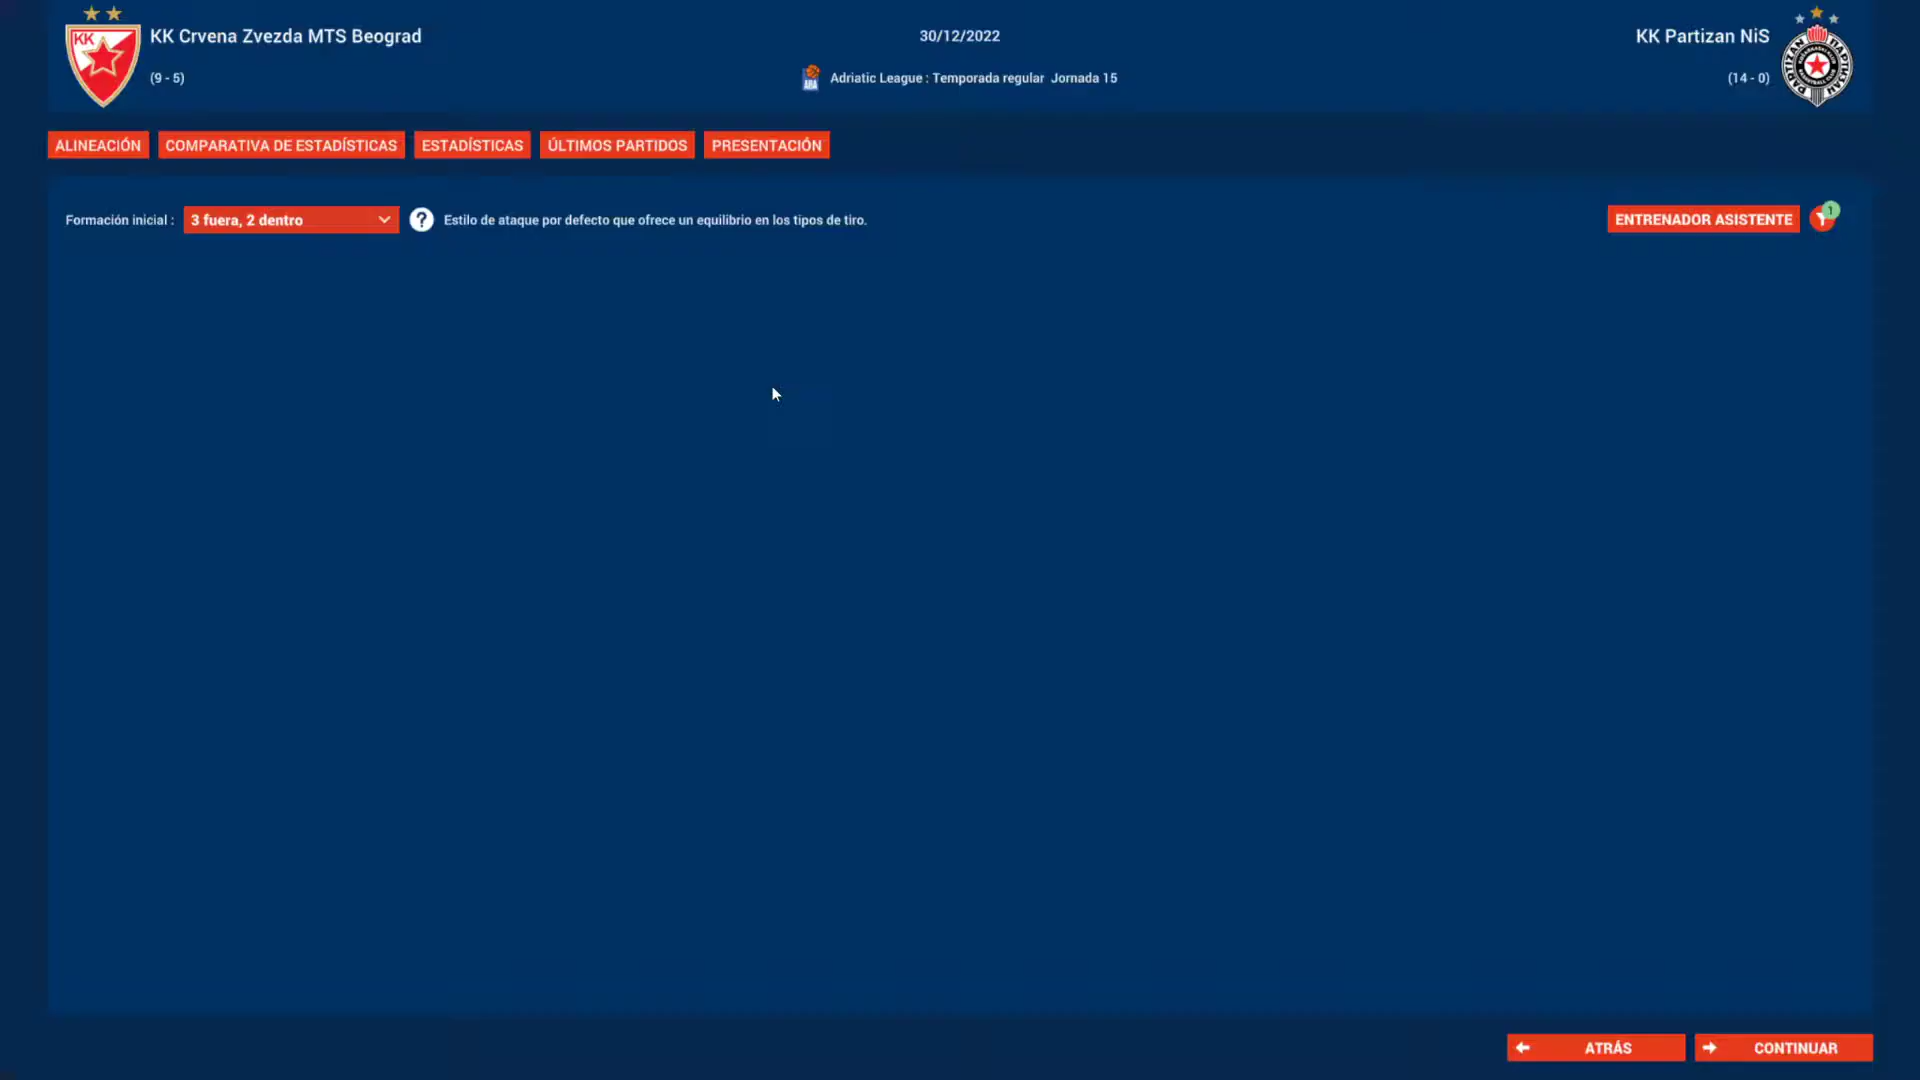 KK Crvena Zvezda MTS Beograd
(9 - 5)
30/12/2022
Adriatic League : Temporada regular Jornada 15
KK Partizan NiS
(14 - 0)
ALINEACIÓN
COMPARATIVA DE ESTADÍSTICAS
ESTADÍSTICAS
ÚLTIMOS PARTIDOS
PRESENTACIÓN
Formación inicial :
3 fuera, 2 dentro
?
Estilo de ataque por defecto que ofrece un equilibrio en los tipos de tiro.
ENTRENADOR ASISTENTE
1
ATRÁS
CONTINUAR
KK